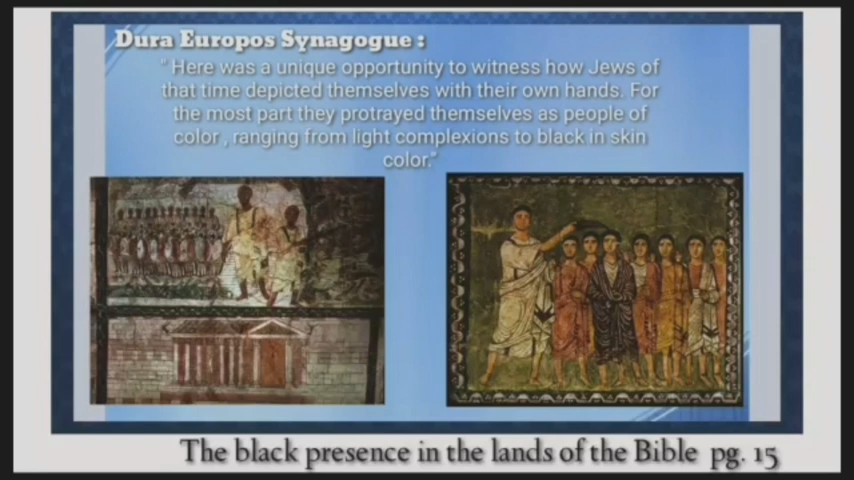 Dura Europos Synagogue :
" Here was a unique opportunity to witness how Jews of
that time depicted themselves with their own hands. For
the most part they protrayed themselves as people of
color , ranging from light complexions to black in skin
color."
The black presence in the lands of the Bible pg. 15